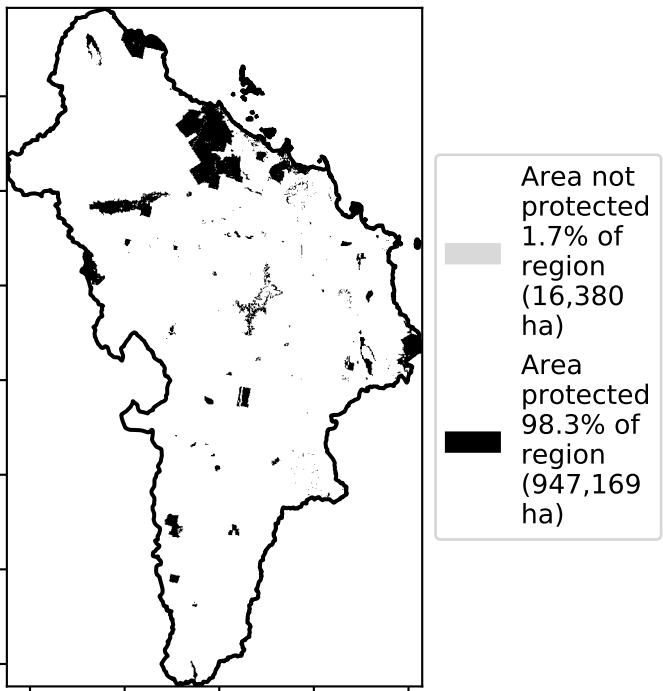 Area not
protected
1.7% of
region
(16,380
ha)
Area
protected
98.3% of
region
(947,169
ha)